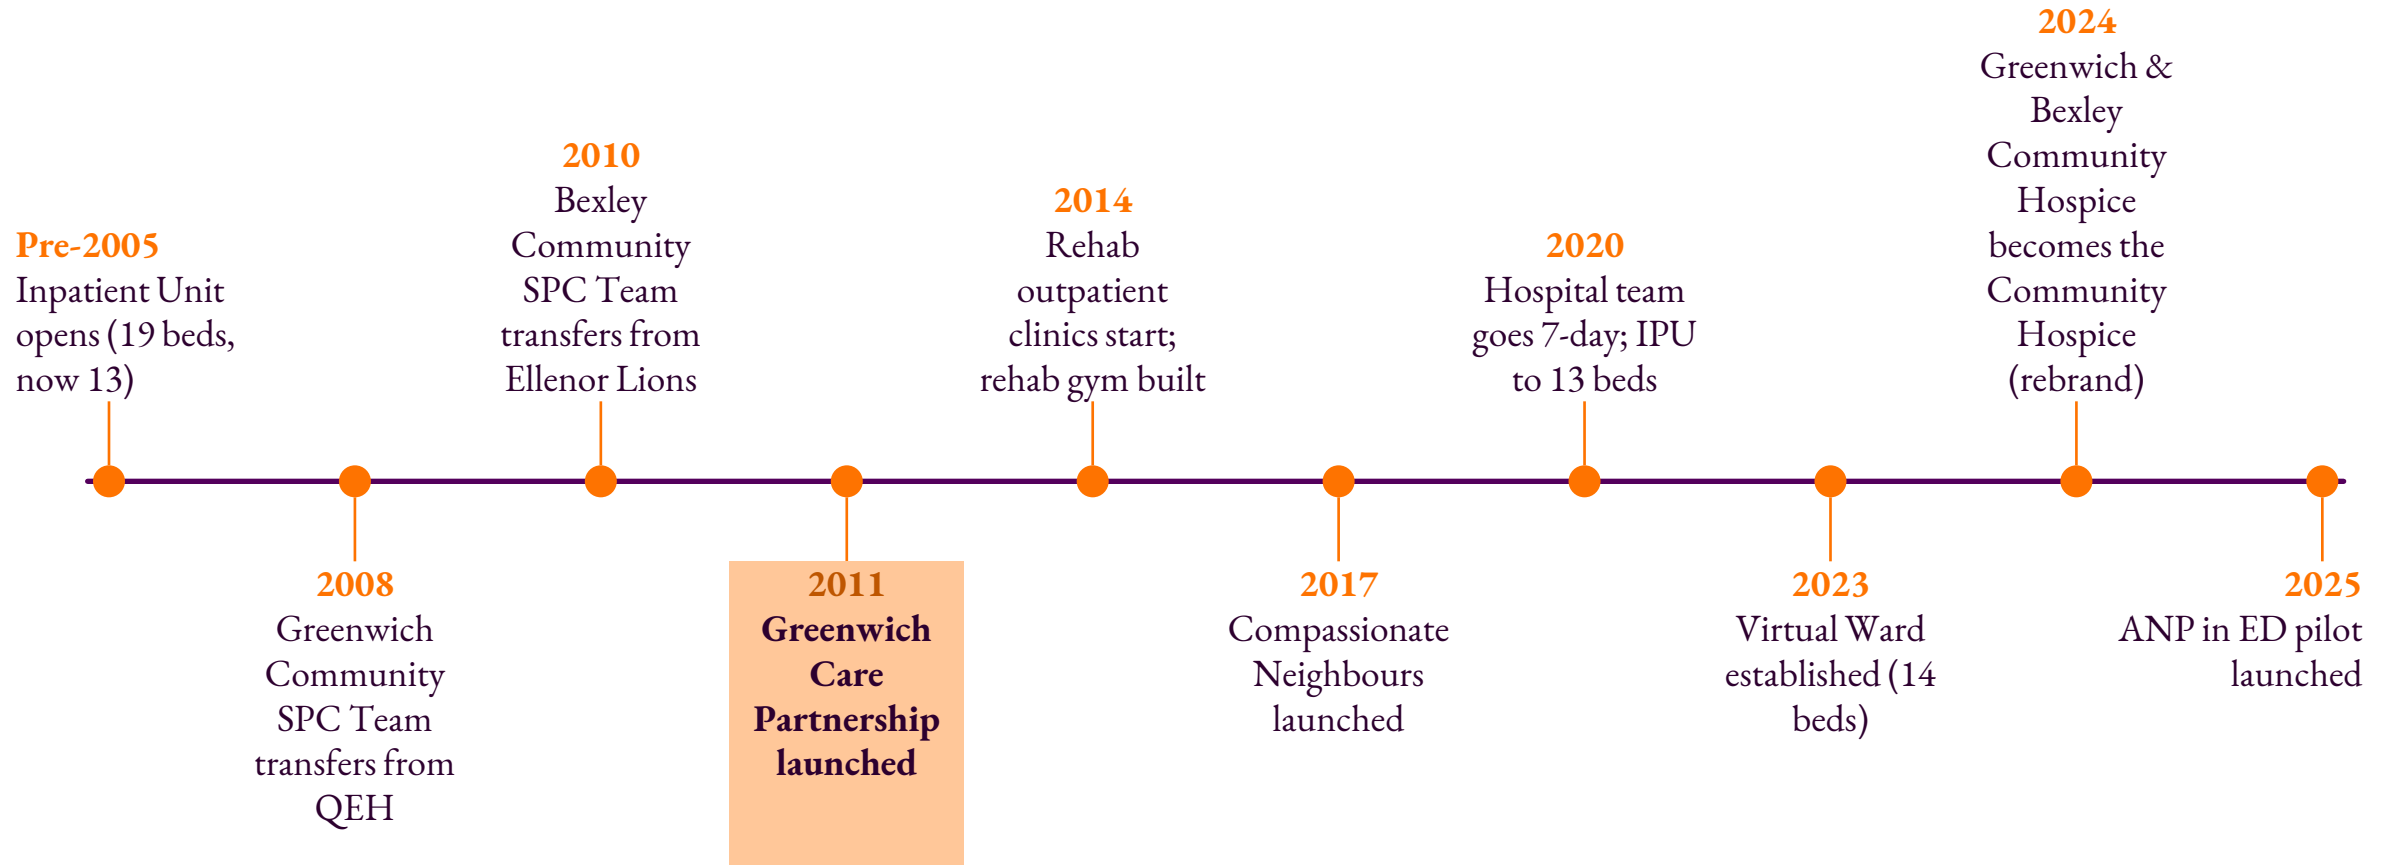 Pre-2005
Inpatient Unit
opens (19 beds,
now 13)
2008
Greenwich
Community
SPC Team
transfers from
QEH
2010
Bexley
Community
SPC Team
transfers from
Ellenor Lions
2011
Greenwich
Care
Partnership
launched
2014
Rehab
outpatient
clinics start;
rehab gym built
2017
Compassionate
Neighbours
launched
2020
Hospital team
goes 7-day; IPU
to 13 beds
2023
Virtual Ward
established (14
beds)
2024
Greenwich &
Bexley
Community
Hospice
becomes the
Community
Hospice
(rebrand)
2025
ANP in ED pilot
launched